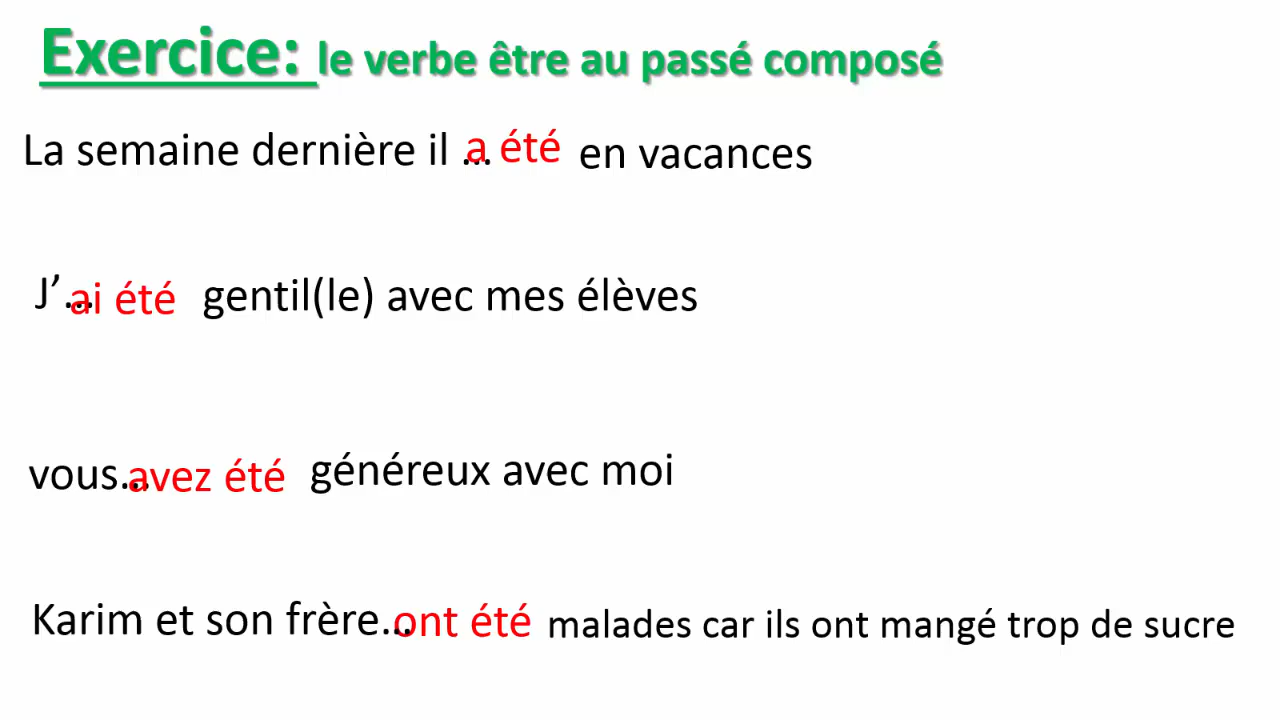 Exercice: le verbe être au passé composé
La semaine dernière il ... a été en vacances
J’... ai été gentil(le) avec mes élèves
vous... avez été généreux avec moi
Karim et son frère... ont été malades car ils ont mangé trop de sucre